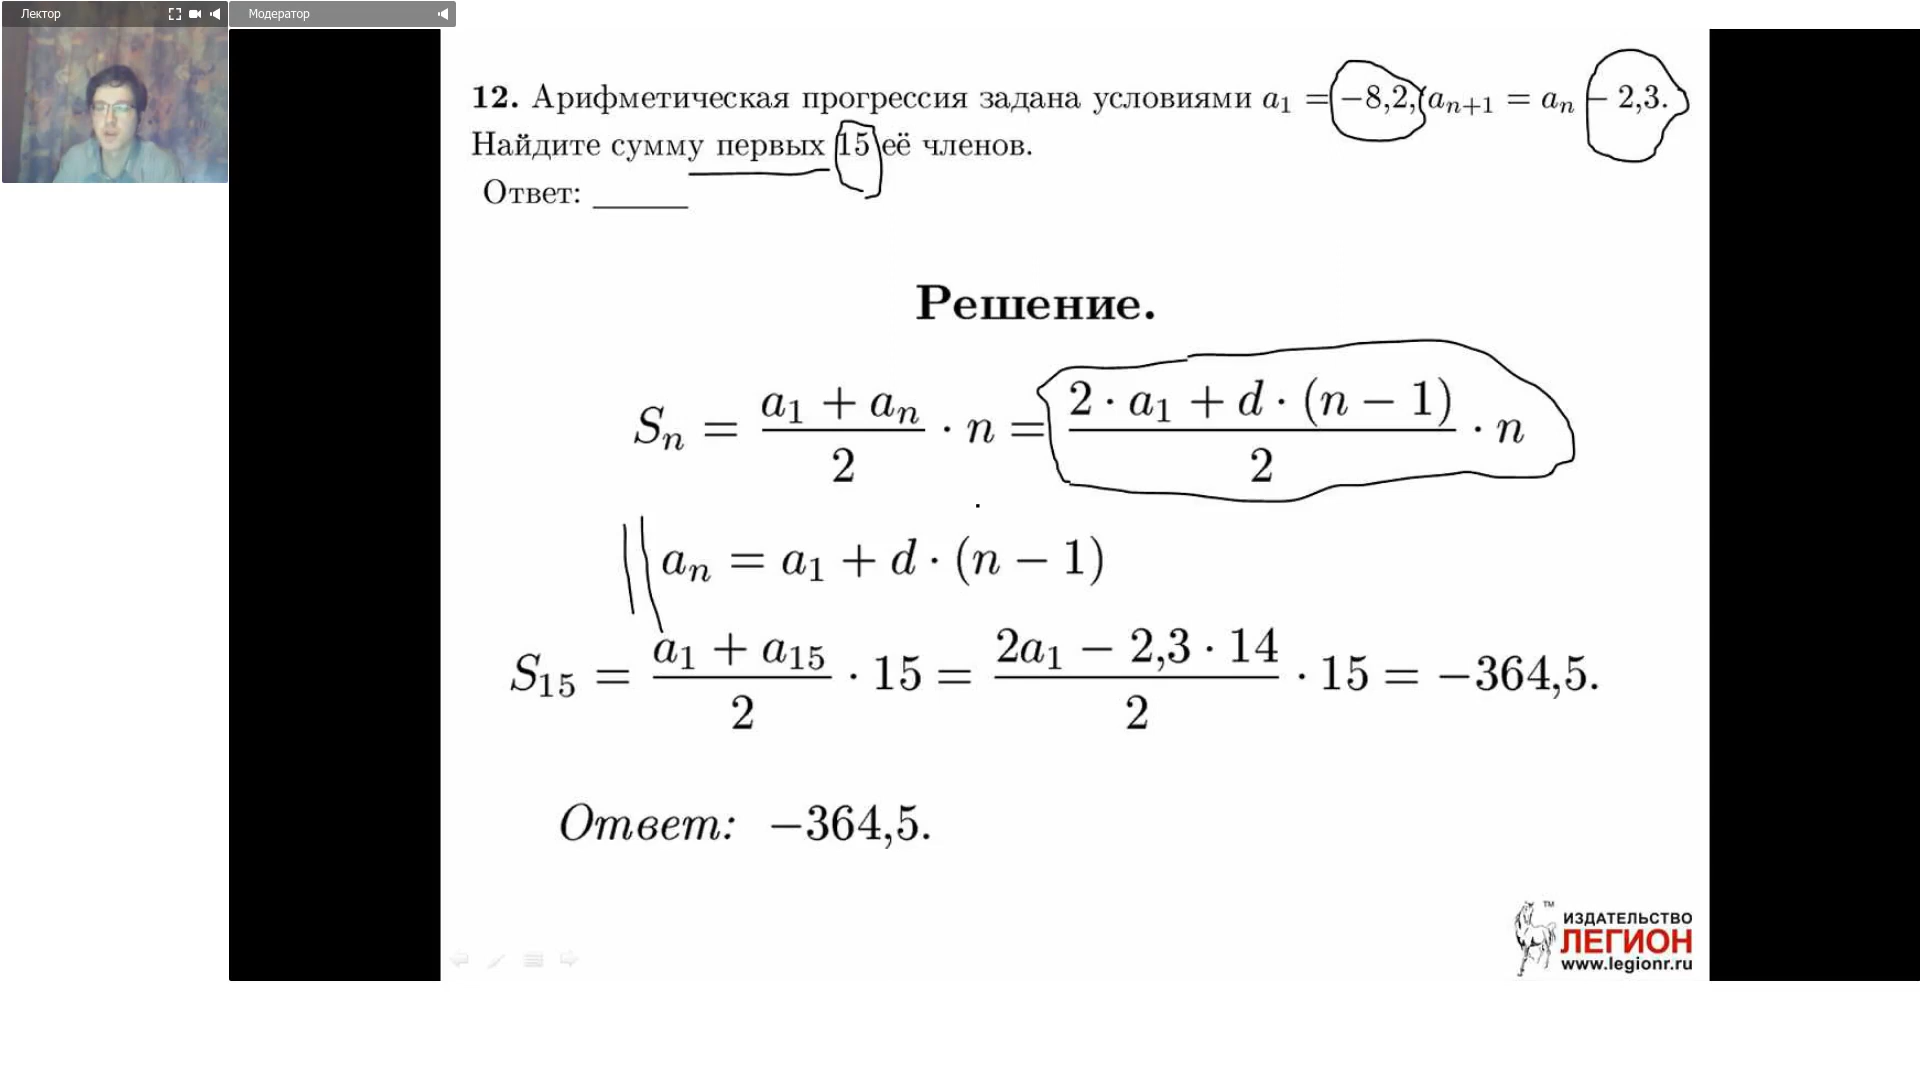 Лектор
Модератор
12. Арифметическая прогрессия задана условиями a₁ = −8,2, aₙ₊₁ = aₙ − 2,3.
Найдите сумму первых 15 её членов.
Ответ: ______
Решение.
Sₙ = (a₁ + aₙ)/2 · n = (2 · a₁ + d · (n − 1))/2 · n
aₙ = a₁ + d · (n − 1)
S₁₅ = (a₁ + a₁₅)/2 · 15 = (2a₁ − 2,3 · 14)/2 · 15 = −364,5.
Ответ: −364,5.
TM
ИЗДАТЕЛЬСТВО
ЛЕГИОН
www.legionr.ru